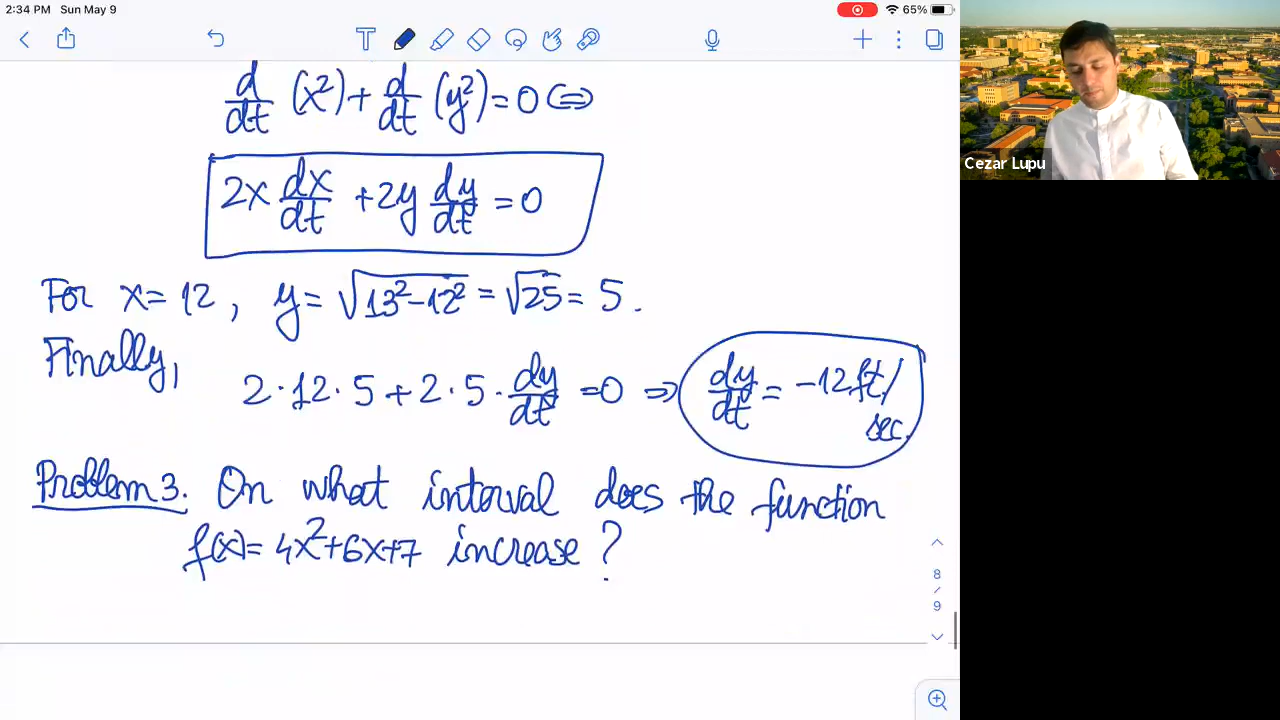 2:34 PM Sun May 9
65%
d/dt (x²) + d/dt (y²) = 0 ⇔
2x dx/dt + 2y dy/dt = 0
For x = 12, y = √(13²-12²) = √25 = 5.
Finally,
2·12·5 + 2·5·dy/dt = 0 ⇒ dy/dt = -12 ft/sec.
Problem 3. On what interval does the function
f(x) = 4x²+6x+7 increase?
8
/
9
Cezar Lupu